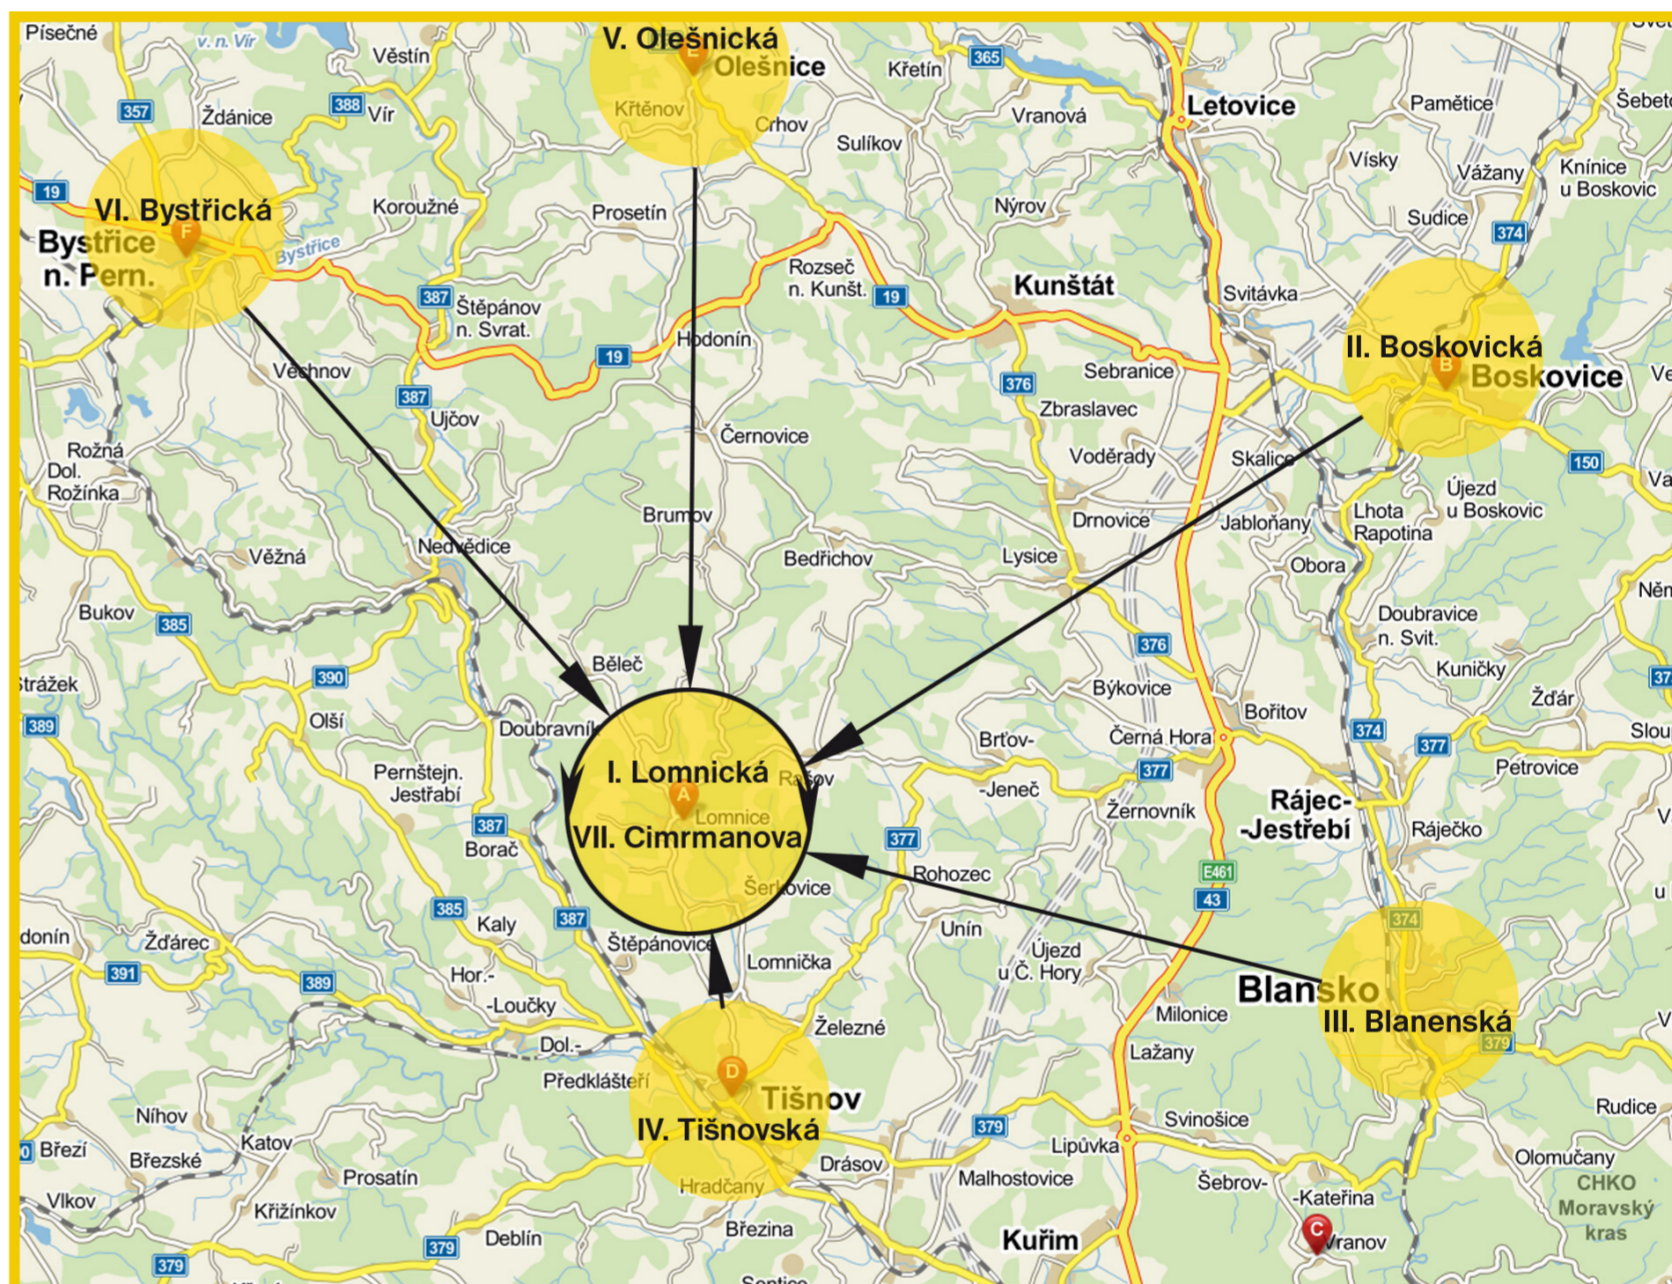 Písečné
v. n. Vír
Věstín
V. Olešnická
E
Olešnice
Křetín
365
357
Ždánice
388
Vír
Křtěnov
Crhov
Sulíkov
Vranová
Letovice
Pamětice
Vísky
Vážany
Knínice
u Boskovic
19
VI. Bystřická
F
Bystřice
n. Pern.
Bystřice
Koroužné
Prosetín
Nýrov
Sudice
374
387
Štěpánov
n. Svrat.
Rozseč
n. Kunšt.
19
Kunštát
Svitávka
Hodonín
19
II. Boskovická
B
Boskovice
Věchnov
387
Ujčov
376
Sebranice
Zbraslavec
Černovice
Voděrady
Skalice
150
Rožná
Dol.
Rožínka
Újezd
u Boskovic
Brumov
Drnovice
Jabloňany
Lhota
Rapotina
Věžná
Nedvědice
Bedřichov
Lysice
Obora
Bukov
385
Doubravice
n. Svit.
376
Kuničky
Běleč
390
Strážek
Býkovice
Žďár
389
Olší
Doubravník
Bořitov
374
377
Černá Hora
Brťov-
-Jeneč
377
Petrovice
Pernštejn.
Jestřabí
I. Lomnická
A
Rašov
Lomnice
VII. Cimrmanova
Žernovník
Rájec-
-Jestřebí
Ráječko
387
Borač
377
Rohozec
E461
43
Šerkovice
385
Kaly
387
Unín
374
Žďárec
391
389
Hor.-
-Loučky
Štěpánovice
Lomnička
Újezd
u Č. Hory
Blansko
III. Blanenská
379
Milonice
Železné
Dol.-
Předklášteří
Lažany
D
Tišnov
IV. Tišnovská
Níhov
Katov
379
Svinošice
Rudice
Březí
Březské
Prosatín
Drásov
Malhostovice
Lipůvka
Olomučany
Šebrov-
-Kateřina
CHKO
Moravský
kras
Vlkov
Křižínkov
Hradčany
Březina
C
Vranov
Kuřim
Deblín
379
379